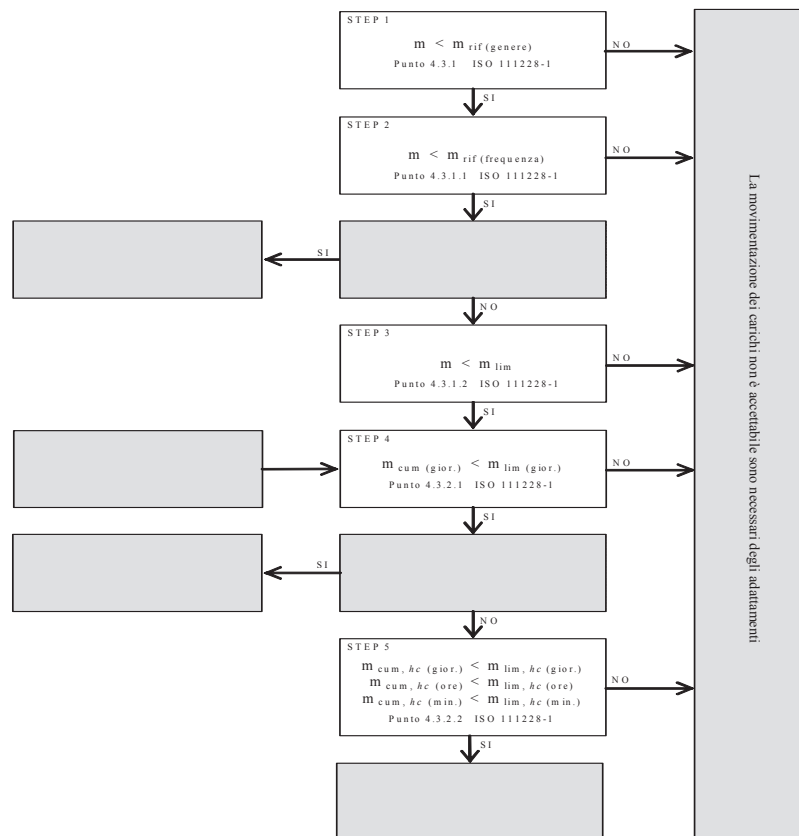 STEP 1
m < m rif (genere)
Punto 4.3.1 ISO 111228-1
NO
SI
STEP 2
m < m rif (frequenza)
Punto 4.3.1.1 ISO 111228-1
NO
SI
SI
NO
STEP 3
m < m lim
Punto 4.3.1.2 ISO 111228-1
NO
SI
STEP 4
m cum (gior.) < m lim (gior.)
Punto 4.3.2.1 ISO 111228-1
NO
SI
SI
NO
STEP 5
m cum, hc (gior.) < m lim, hc (gior.)
m cum, hc (ore) < m lim, hc (ore)
m cum, hc (min.) < m lim, hc (min.)
Punto 4.3.2.2 ISO 111228-1
NO
SI
La movimentazione dei carichi non è accettabile sono necessari degli adattamenti